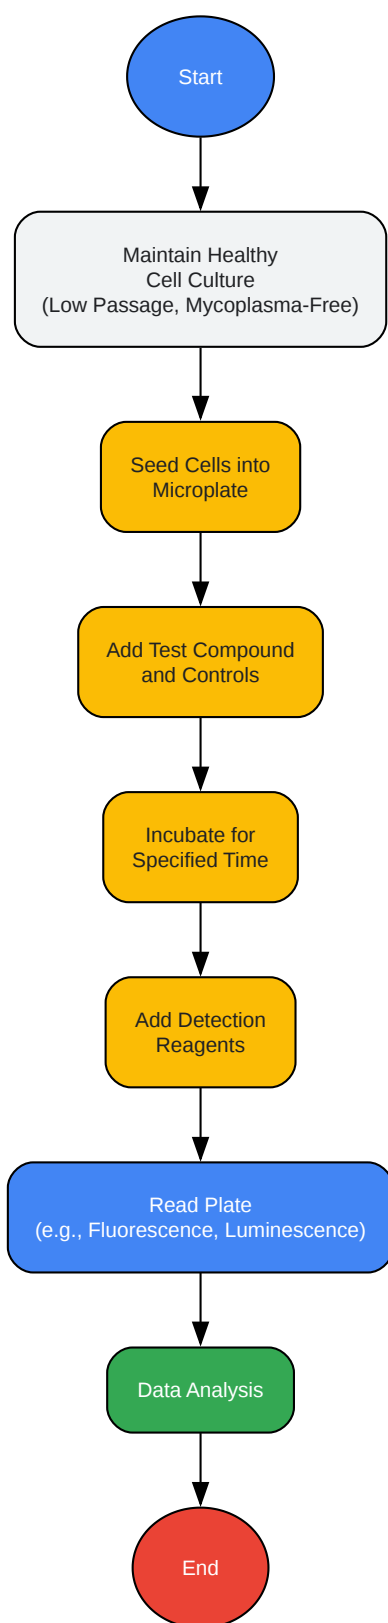 Start
Maintain Healthy
Cell Culture
(Low Passage, Mycoplasma-Free)
Seed Cells into
Microplate
Add Test Compound
and Controls
Incubate for
Specified Time
Add Detection
Reagents
Read Plate
(e.g., Fluorescence, Luminescence)
Data Analysis
End